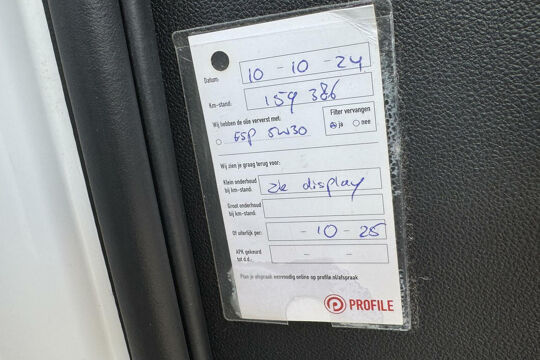 Datum: 10 - 10 - 24
Km-stand: 159 386
Wij hebben de olie ververst met:
ESP 5W30
Filter vervangen
ja nee
Wij zien je graag terug voor:
Klein onderhoud
bij km-stand: zie display
Groot onderhoud
bij km-stand:
Of uiterlijk per: - 10 - 25
APK gekeurd
tot d.d.: - -
Plan je afspraak eenvoudig online op profile.nl/afspraak
PROFILE